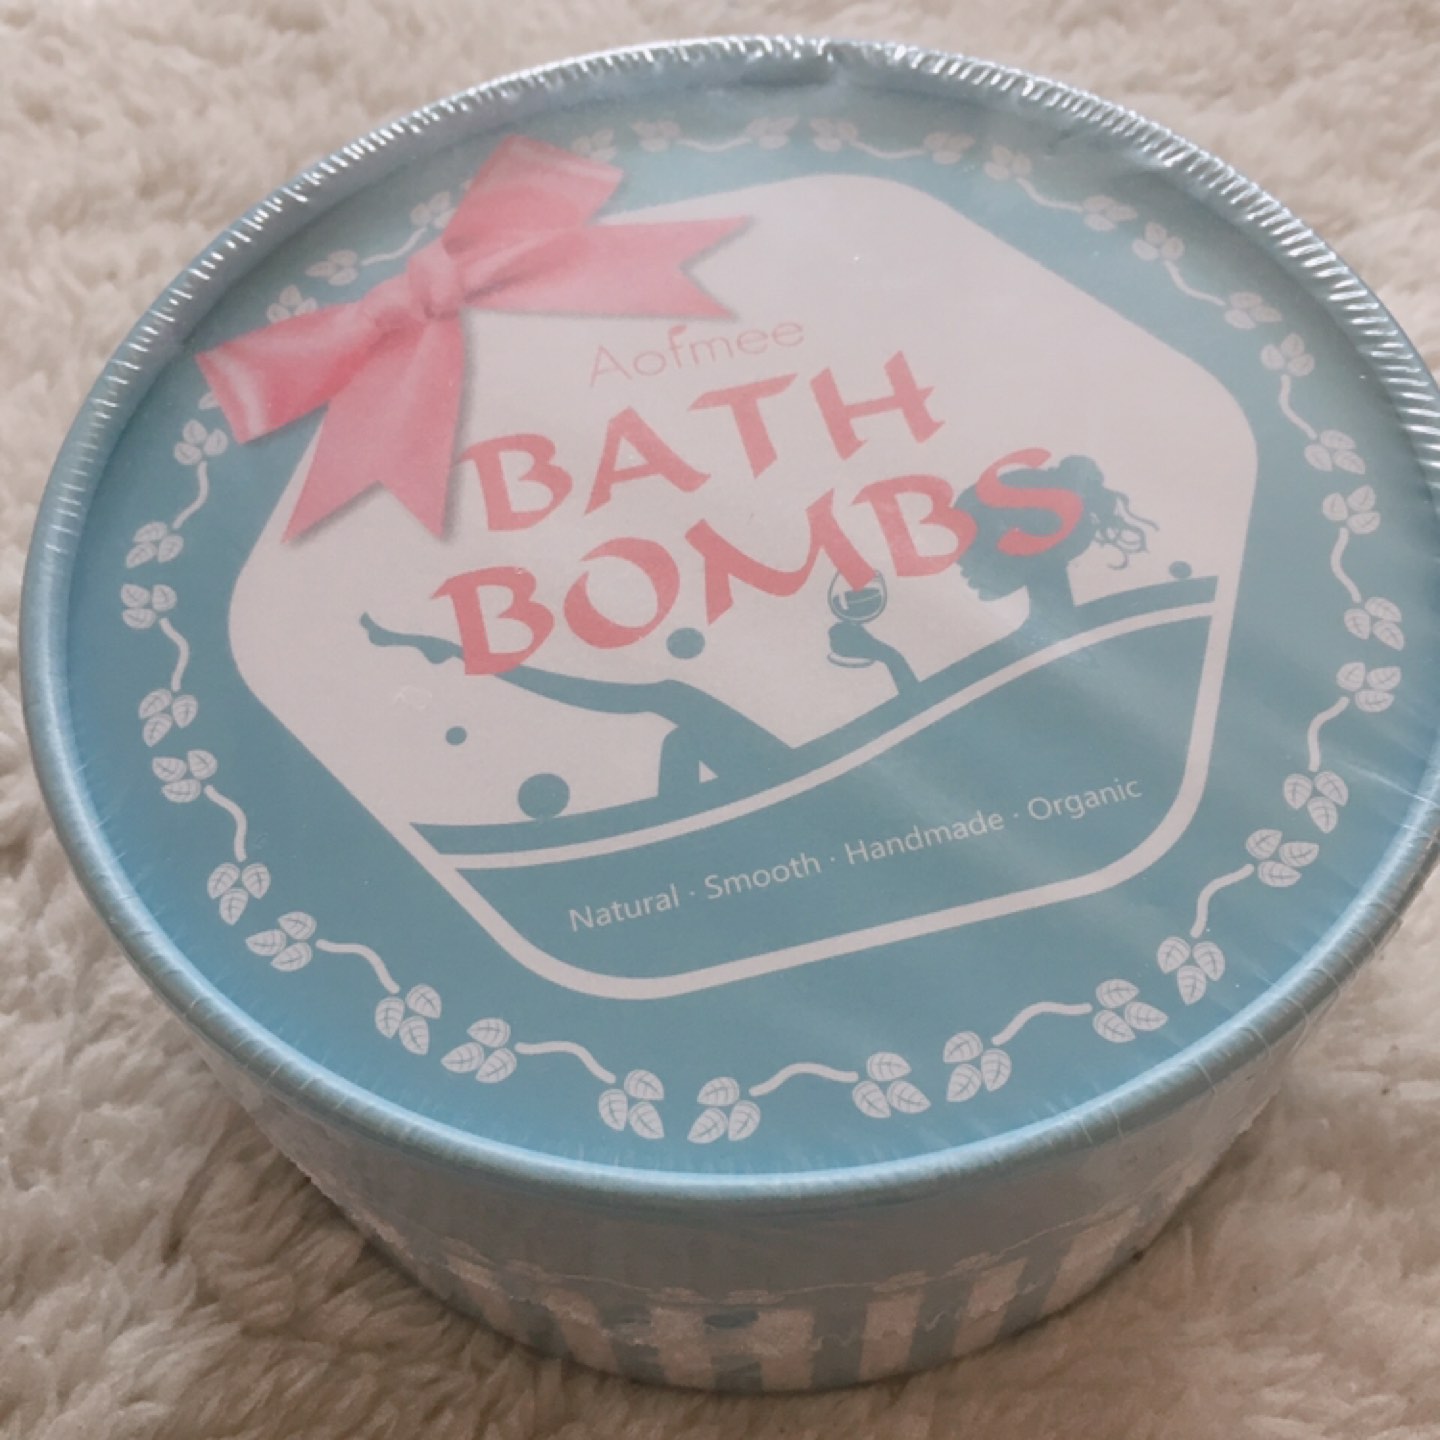 Aofmee
BATH
BOMBS
Natural · Smooth · Handmade · Organic